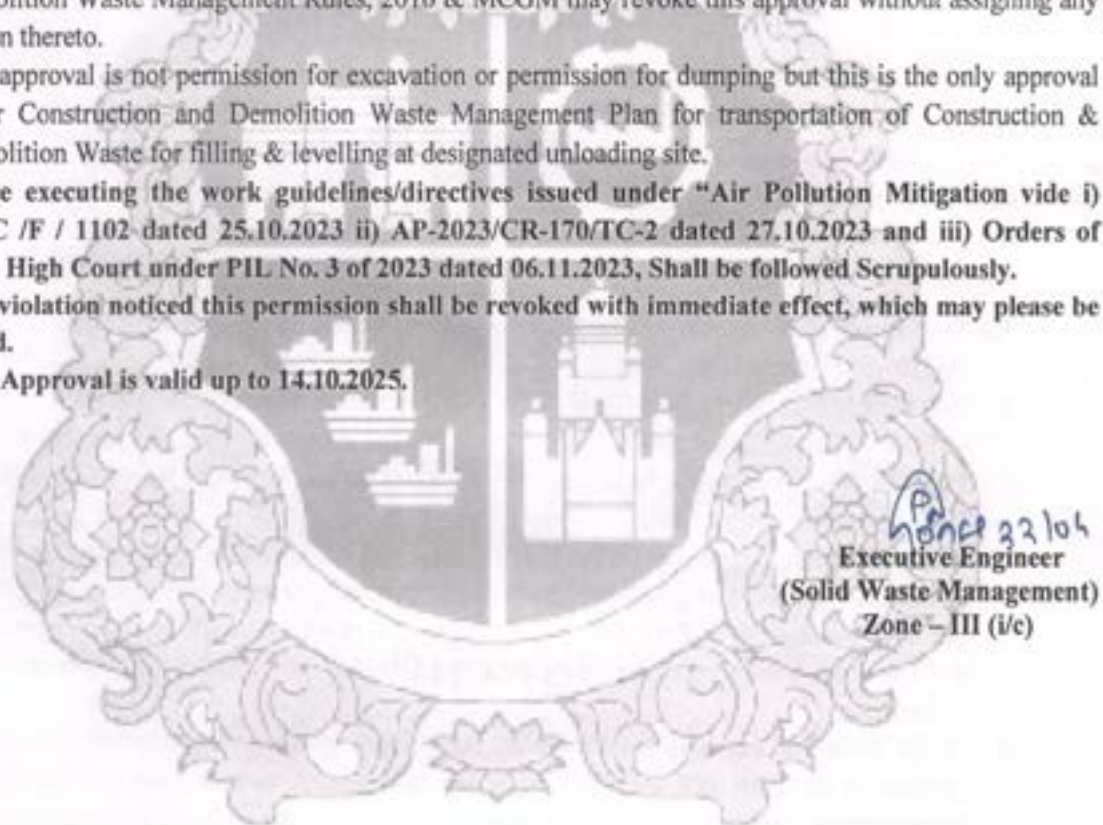 olition Waste Management Rules, 2016 & MCGM may revoke this approval without assigning any
n thereto.
approval is not permission for excavation or permission for dumping but this is the only approval
r Construction and Demolition Waste Management Plan for transportation of Construction &
olition Waste for filling & levelling at designated unloading site.
e executing the work guidelines/directives issued under “Air Pollution Mitigation vide i)
C /F / 1102 dated 25.10.2023 ii) AP-2023/CR-170/TC-2 dated 27.10.2023 and iii) Orders of
High Court under PIL No. 3 of 2023 dated 06.11.2023, Shall be followed Scrupulously.
violation noticed this permission shall be revoked with immediate effect, which may please be
d.
Approval is valid up to 14.10.2025.
Executive Engineer
(Solid Waste Management)
Zone – III (i/c)